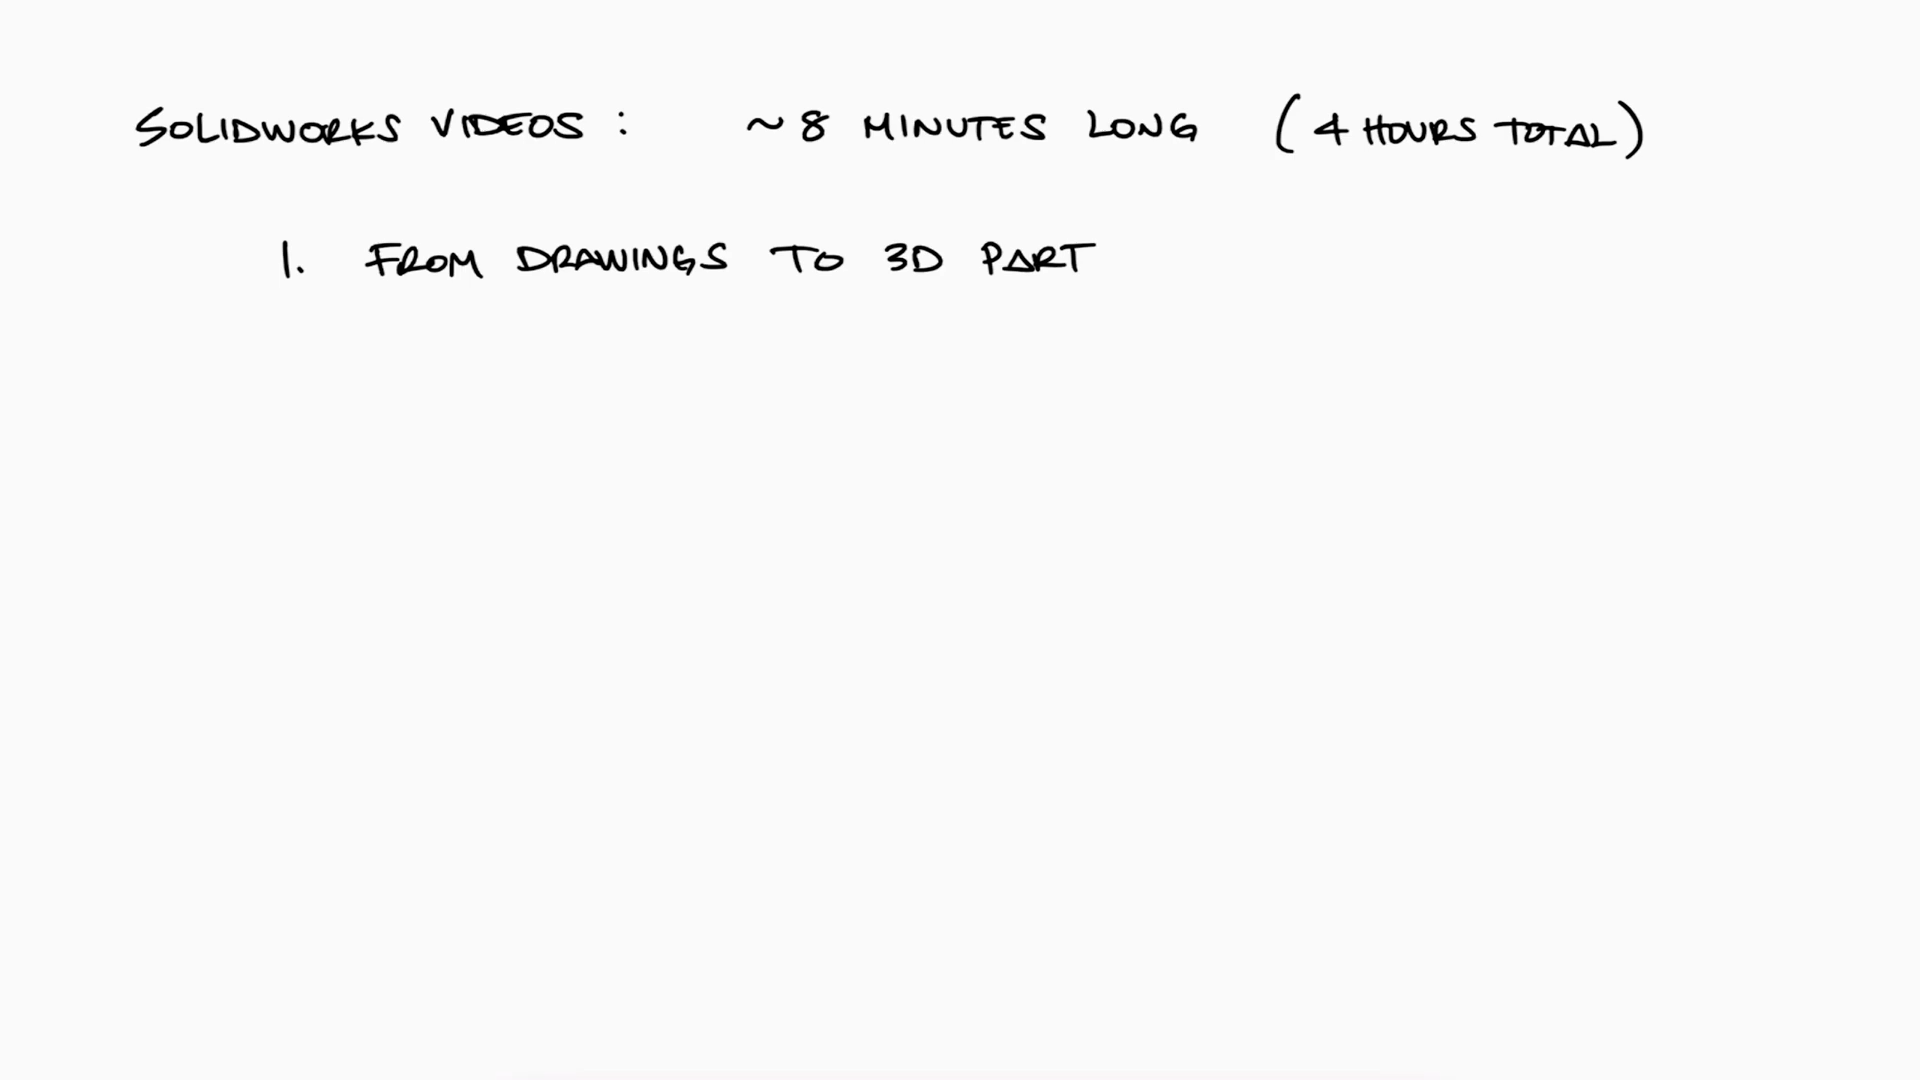 SOLIDWORKS VIDEOS : ~ 8 MINUTES LONG (4 HOURS TOTAL)
1. FROM DRAWINGS TO 3D PART